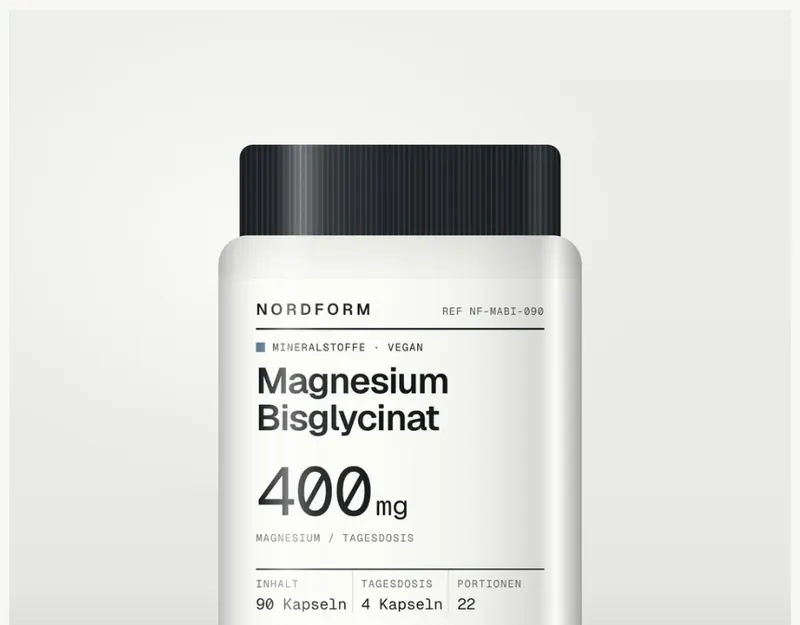 NORDFORM
REF NF-MABI-090
MINERALSTOFFE · VEGAN
Magnesium
Bisglycinat
400mg
MAGNESIUM / TAGESDOSIS
INHALT TAGESDOSIS PORTIONEN
90 Kapseln 4 Kapseln 22